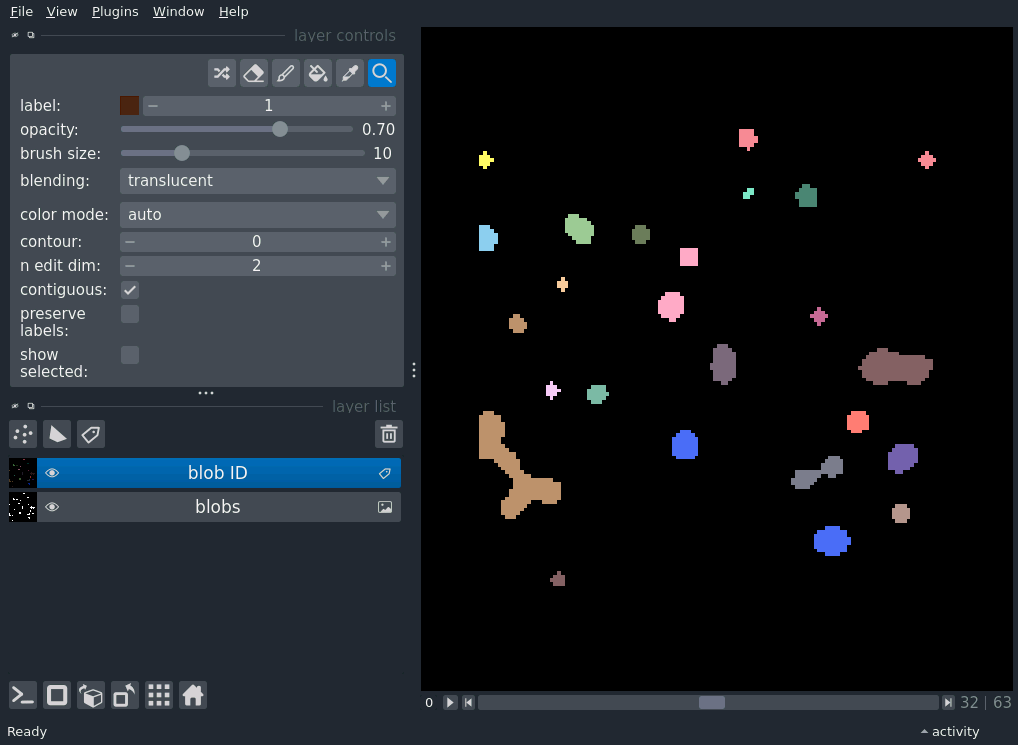 File View Plugins Window Help
layer controls
label: 1
opacity: 0.70
brush size: 10
blending: translucent
color mode: auto
contour: 0
n edit dim: 2
contiguous:
preserve
labels:
show
selected:
layer list
blob ID
blobs
0 32 | 63
Ready activity